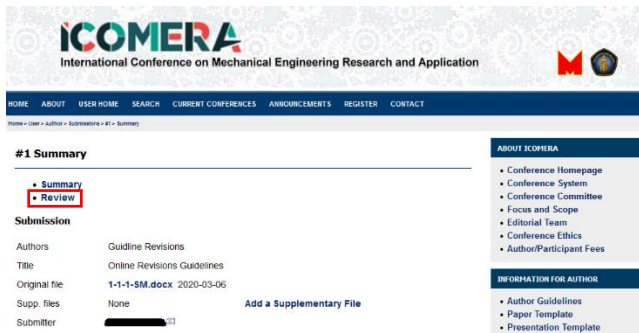 iCOMERA
International Conference on Mechanical Engineering Research and Application
HOME ABOUT USER HOME SEARCH CURRENT CONFERENCES ANNOUNCEMENTS REGISTER CONTACT
Home > User > Author > Submissions > #1 > Summary
#1 Summary
• Summary
• Review
Submission
Authors Guidline Revisions
Title Online Revisions Guidelines
Original file 1-1-1-SM.docx 2020-03-06
Supp. files None Add a Supplementary File
Submitter
ABOUT ICOMERA
• Conference Homepage
• Conference System
• Conference Committee
• Focus and Scope
• Editorial Team
• Conference Ethics
• Author/Participant Fees
INFORMATION FOR AUTHOR
• Author Guidelines
• Paper Template
• Presentation Template